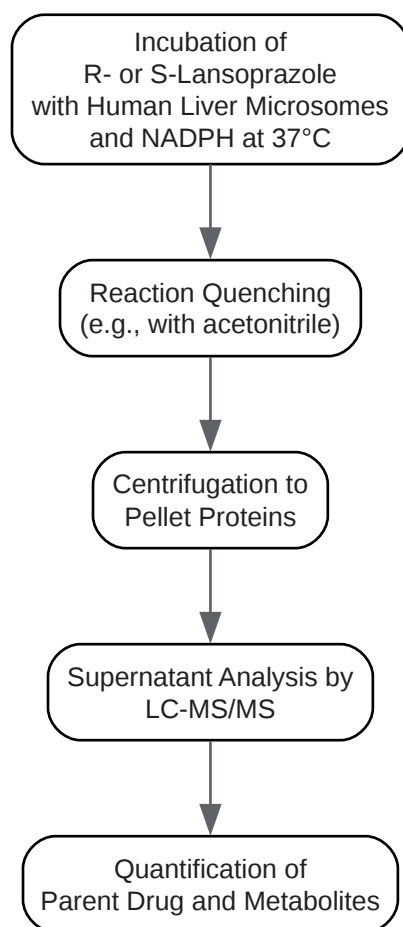 Incubation of
R- or S-Lansoprazole
with Human Liver Microsomes
and NADPH at 37°C
Reaction Quenching
(e.g., with acetonitrile)
Centrifugation to
Pellet Proteins
Supernatant Analysis by
LC-MS/MS
Quantification of
Parent Drug and Metabolites